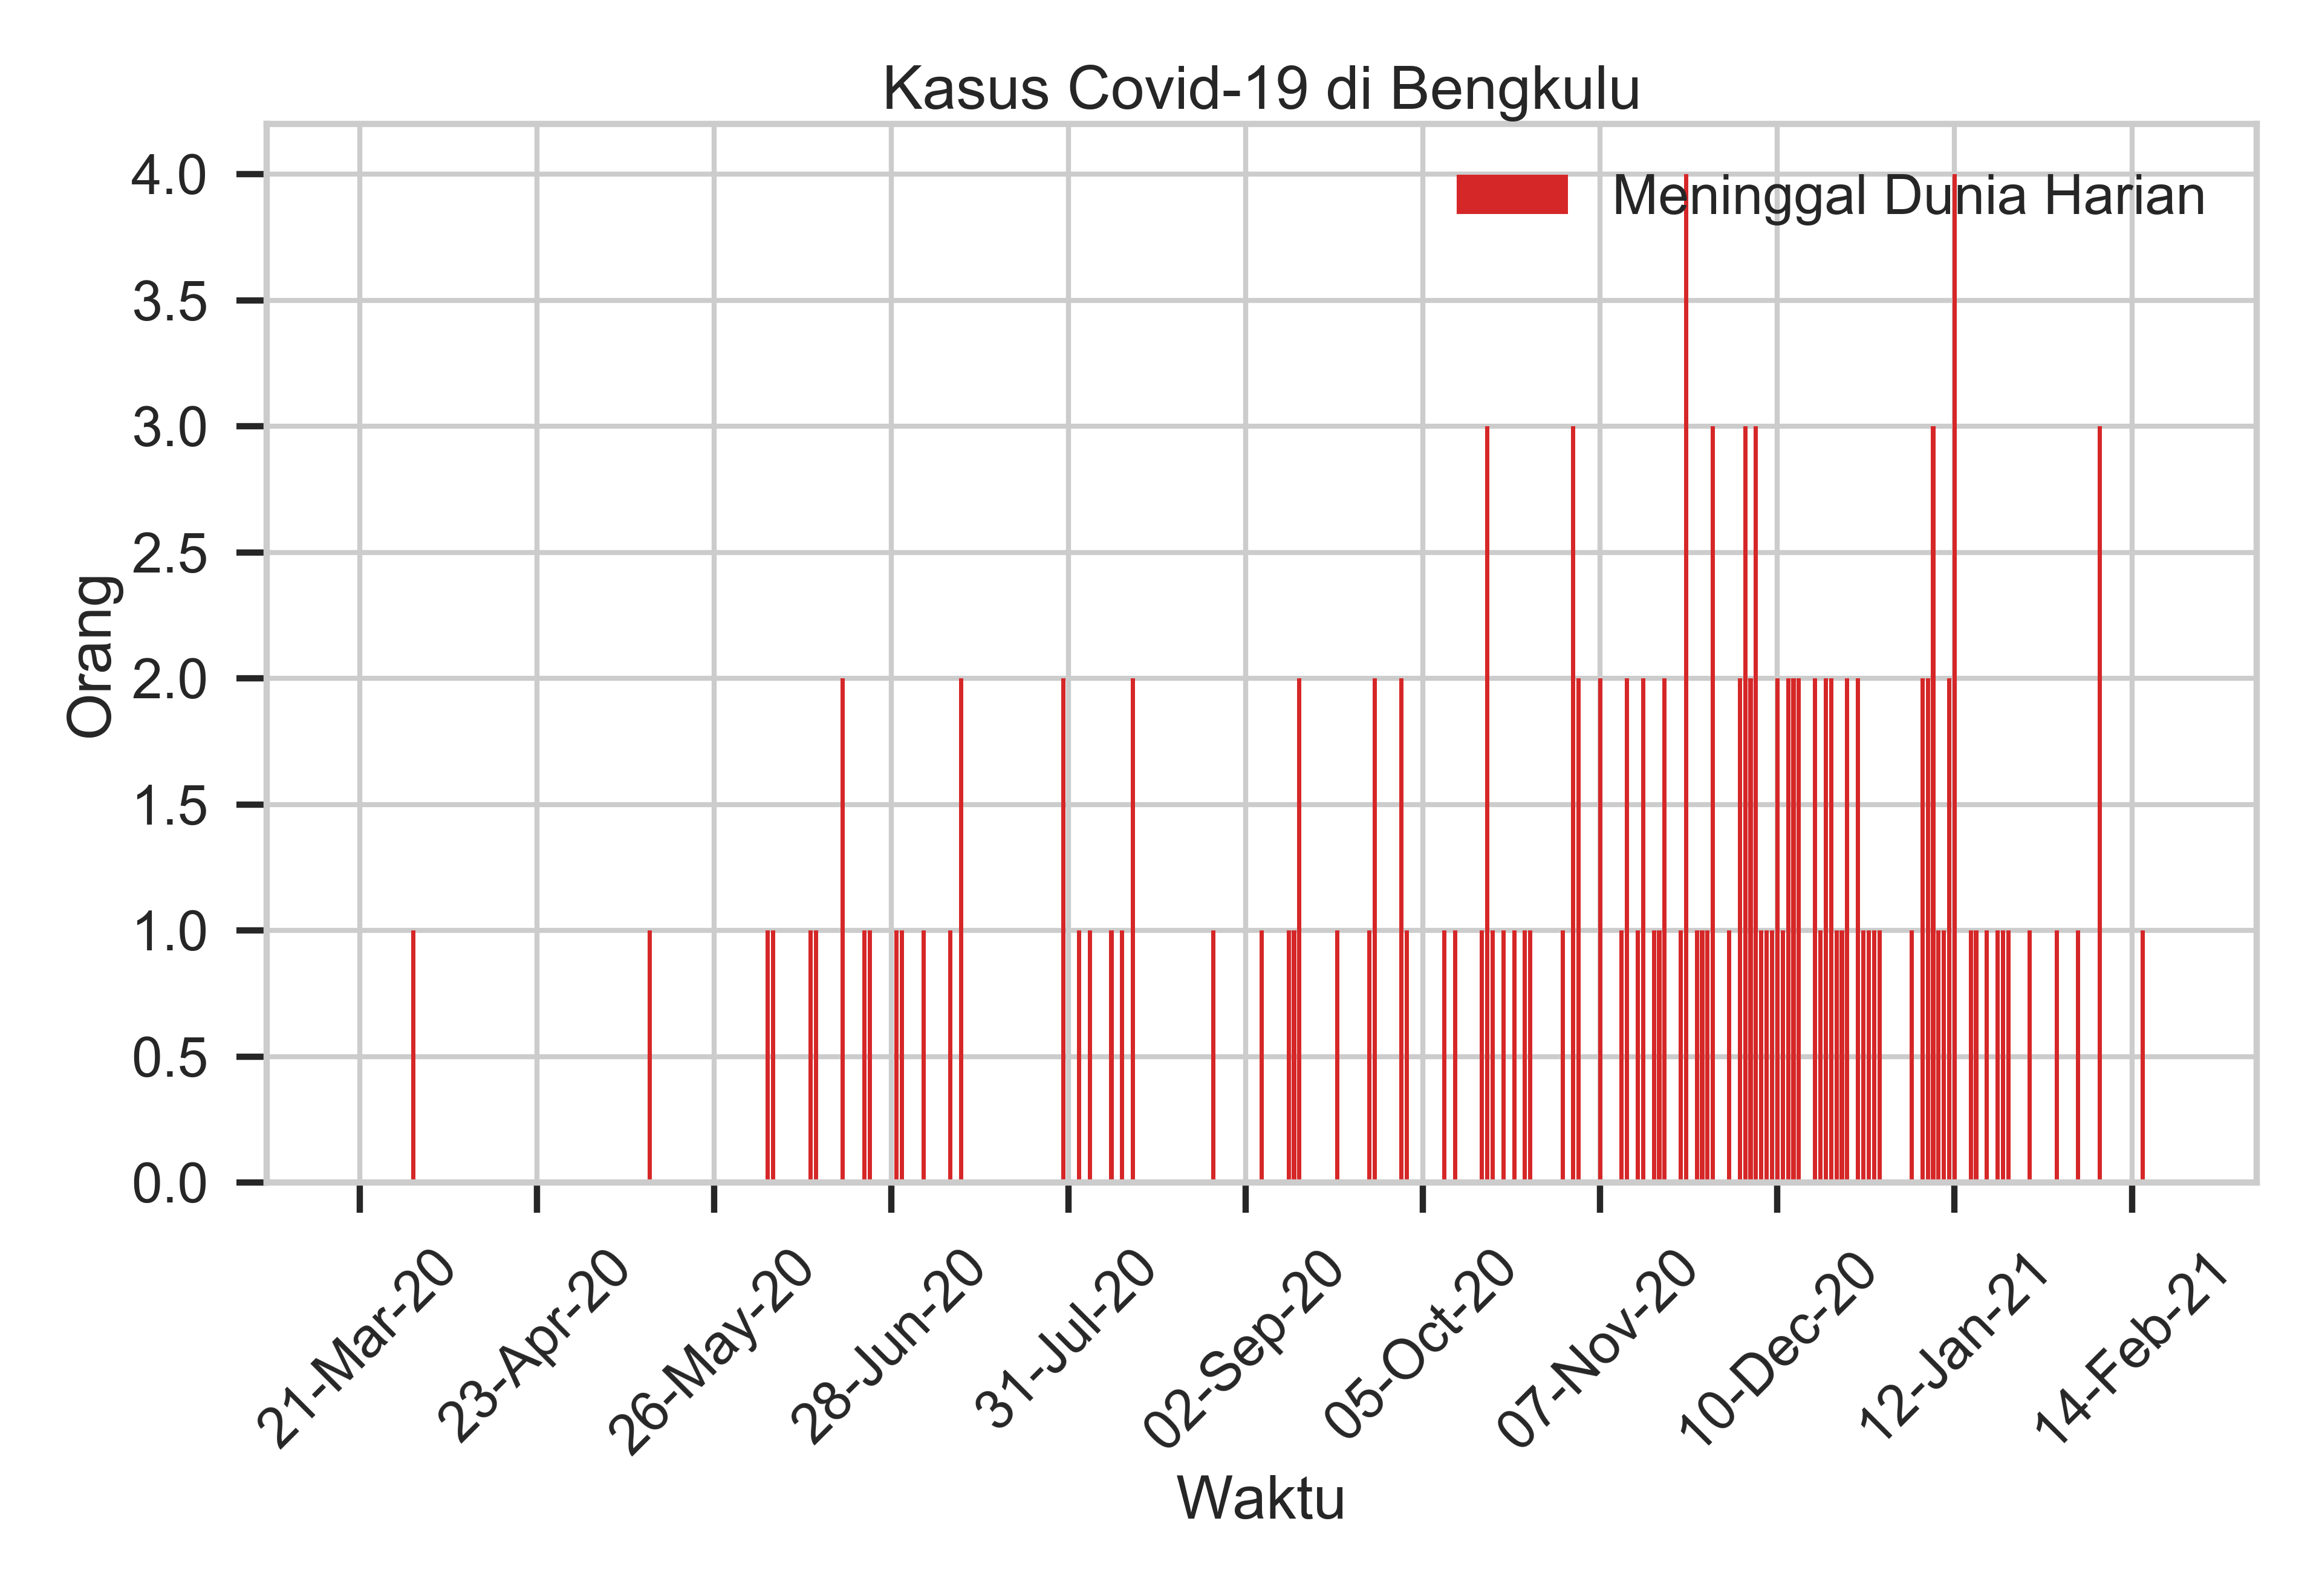 Kasus Covid-19 di Bengkulu
Meninggal Dunia Harian
4.0
3.5
3.0
2.5
2.0
1.5
1.0
0.5
0.0
Orang
21-Mar-20
23-Apr-20
26-May-20
28-Jun-20
31-Jul-20
02-Sep-20
05-Oct-20
07-Nov-20
10-Dec-20
12-Jan-21
14-Feb-21
Waktu